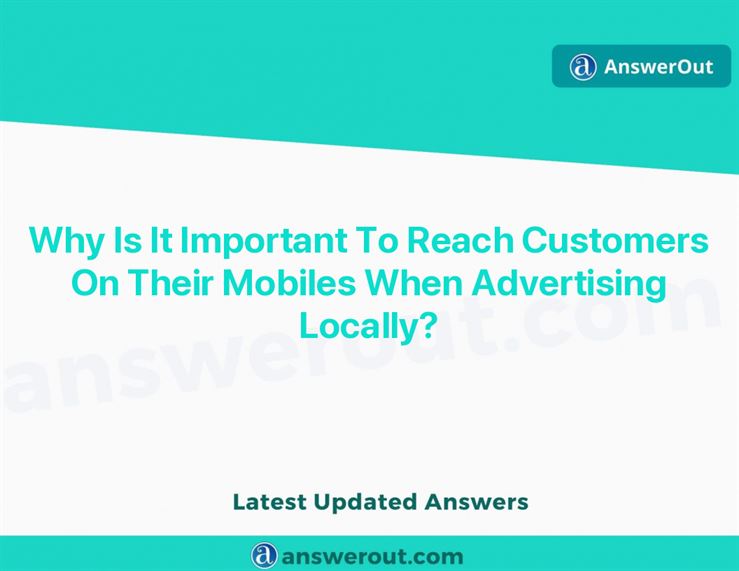 AnswerOut
Why Is It Important To Reach Customers
On Their Mobiles When Advertising
Locally?
answerout.com
Latest Updated Answers
answerout.com